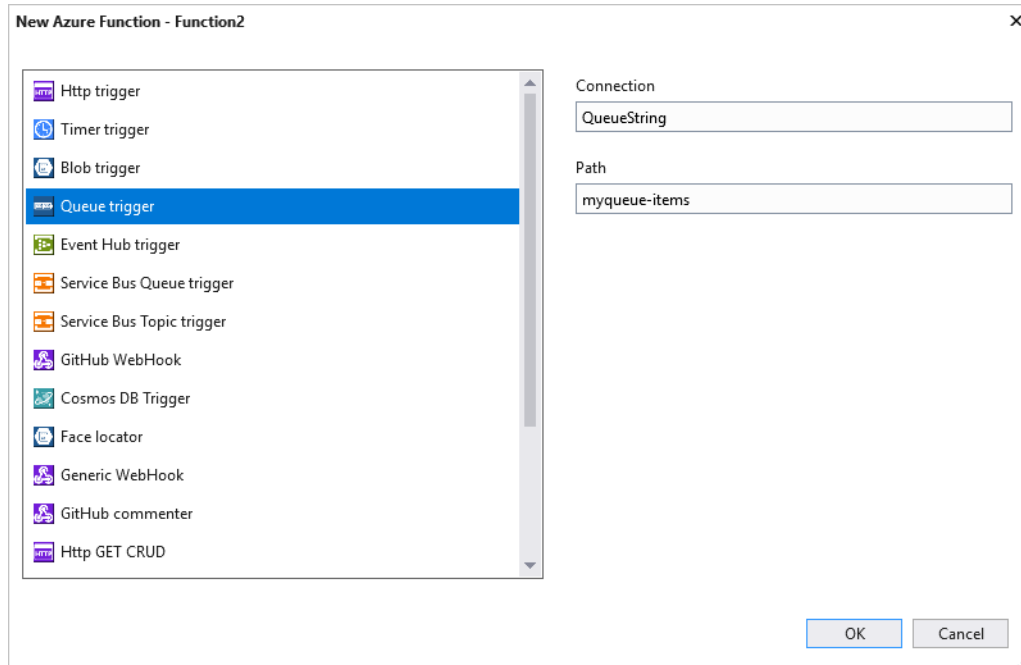 New Azure Function - Function2
Http trigger
Timer trigger
Blob trigger
Queue trigger
Event Hub trigger
Service Bus Queue trigger
Service Bus Topic trigger
GitHub WebHook
Cosmos DB Trigger
Face locator
Generic WebHook
GitHub commenter
Http GET CRUD
Connection
QueueString
Path
myqueue-items
OK
Cancel